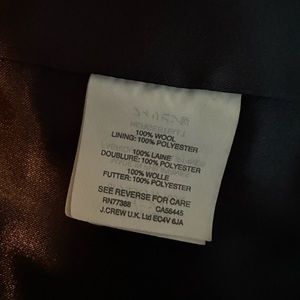 100% WOOL
LINING: 100% POLYESTER
100% LAINE
DOUBLURE: 100% POLYESTER
100% WOLLE
FUTTER: 100% POLYESTER
SEE REVERSE FOR CARE
RN77388 CA56445
J.CREW U.K. Ltd EC4V 6JA